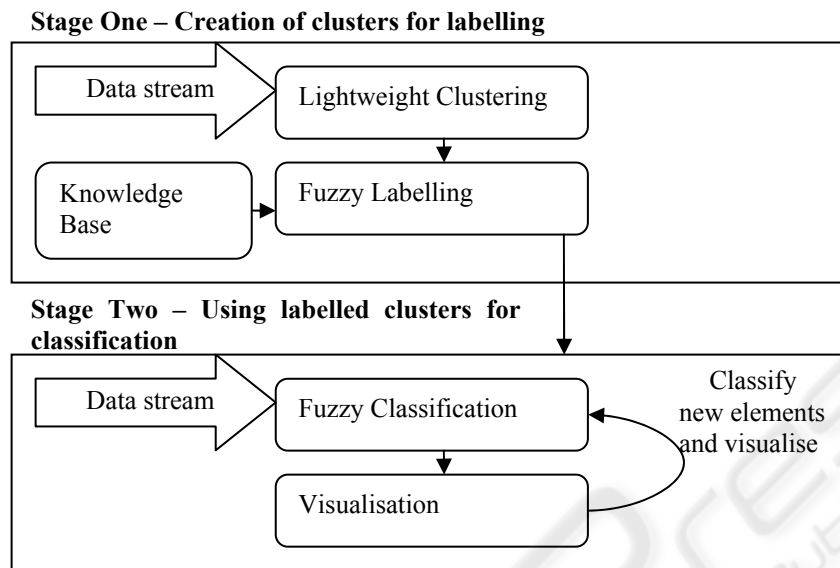 Stage One – Creation of clusters for labelling
Data stream
Lightweight Clustering
Knowledge
Base
Fuzzy Labelling
Stage Two – Using labelled clusters for
classification
Data stream
Fuzzy Classification
Classify
new elements
and visualise
Visualisation